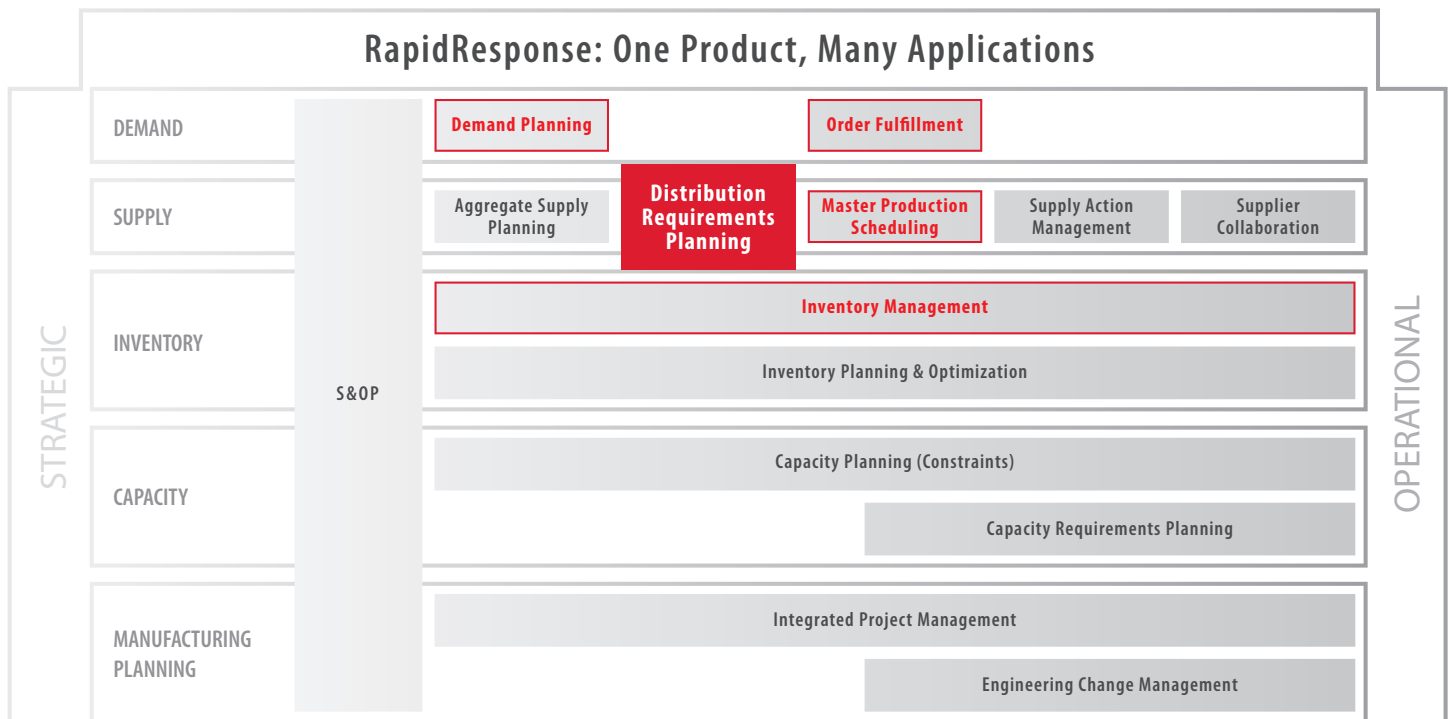 RapidResponse: One Product, Many Applications
STRATEGIC
OPERATIONAL
S&OP
DEMAND
Demand Planning
Order Fulfillment
SUPPLY
Aggregate Supply
Planning
Distribution
Requirements
Planning
Master Production
Scheduling
Supply Action
Management
Supplier
Collaboration
INVENTORY
Inventory Management
Inventory Planning & Optimization
CAPACITY
Capacity Planning (Constraints)
Capacity Requirements Planning
MANUFACTURING
PLANNING
Integrated Project Management
Engineering Change Management